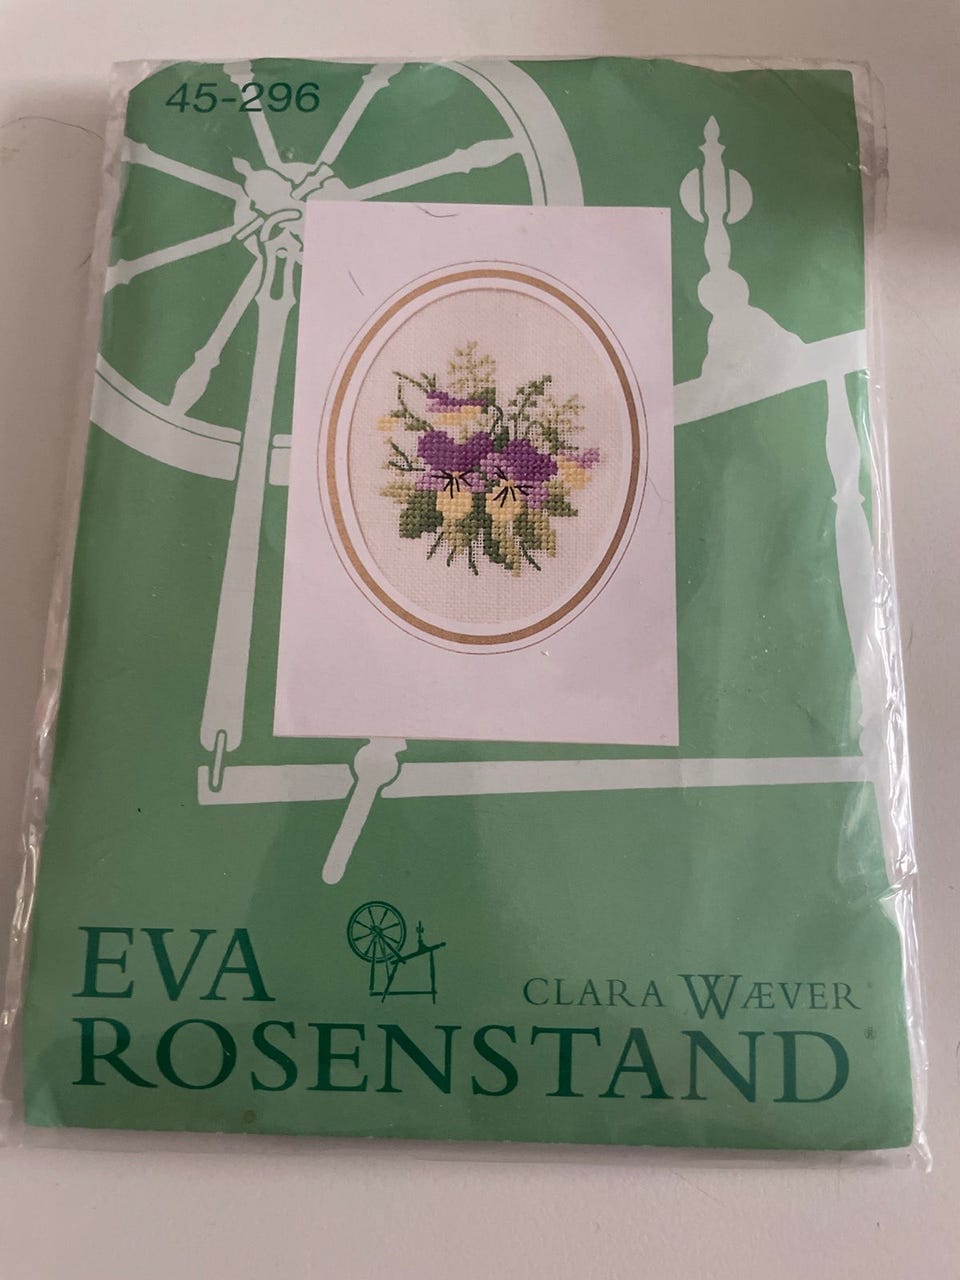 45-296
EVA
CLARA WÆVER
ROSENSTAND®